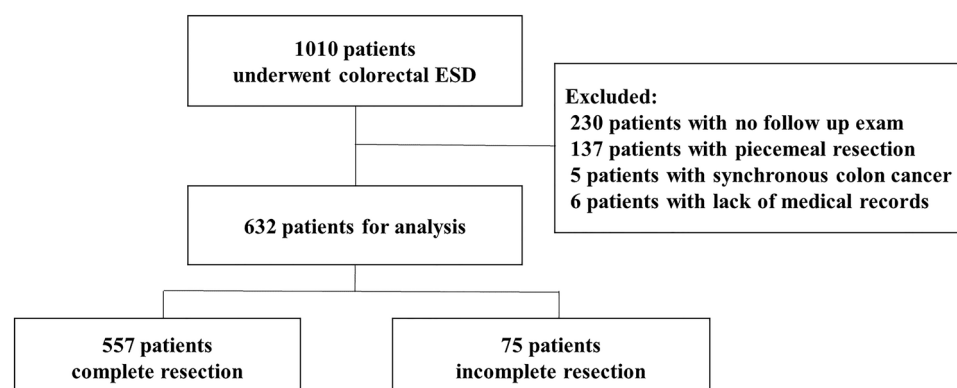 1010 patients
underwent colorectal ESD
Excluded:
230 patients with no follow up exam
137 patients with piecemeal resection
5 patients with synchronous colon cancer
6 patients with lack of medical records
632 patients for analysis
557 patients
complete resection
75 patients
incomplete resection